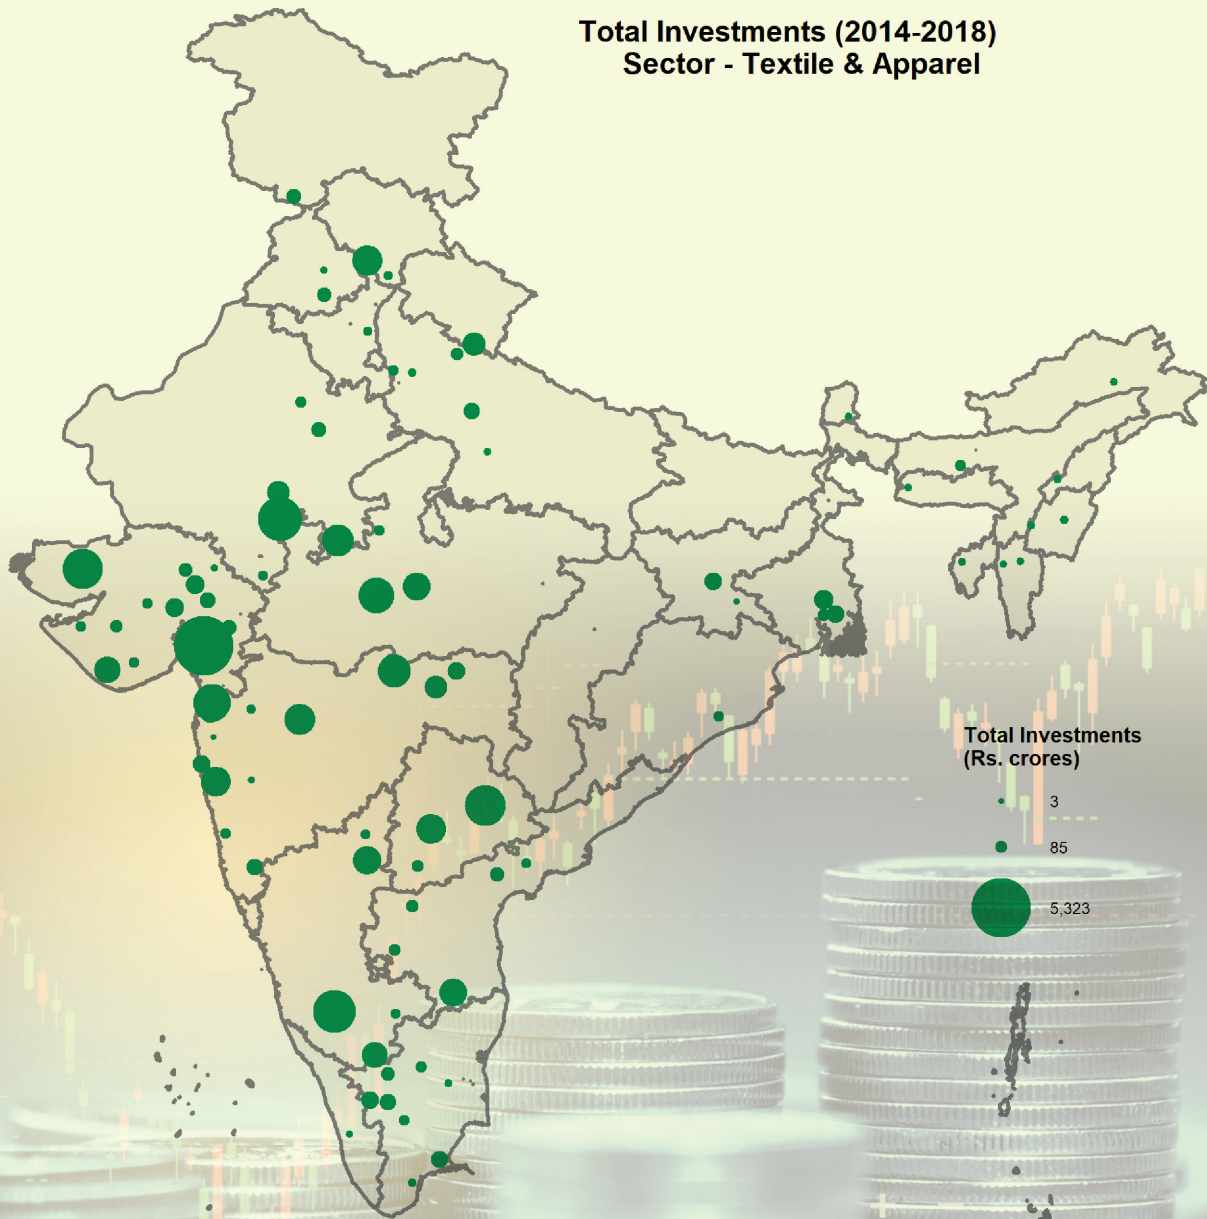 Total Investments (2014-2018)
Sector - Textile & Apparel
Total Investments
(Rs. crores)
3
85
5,323